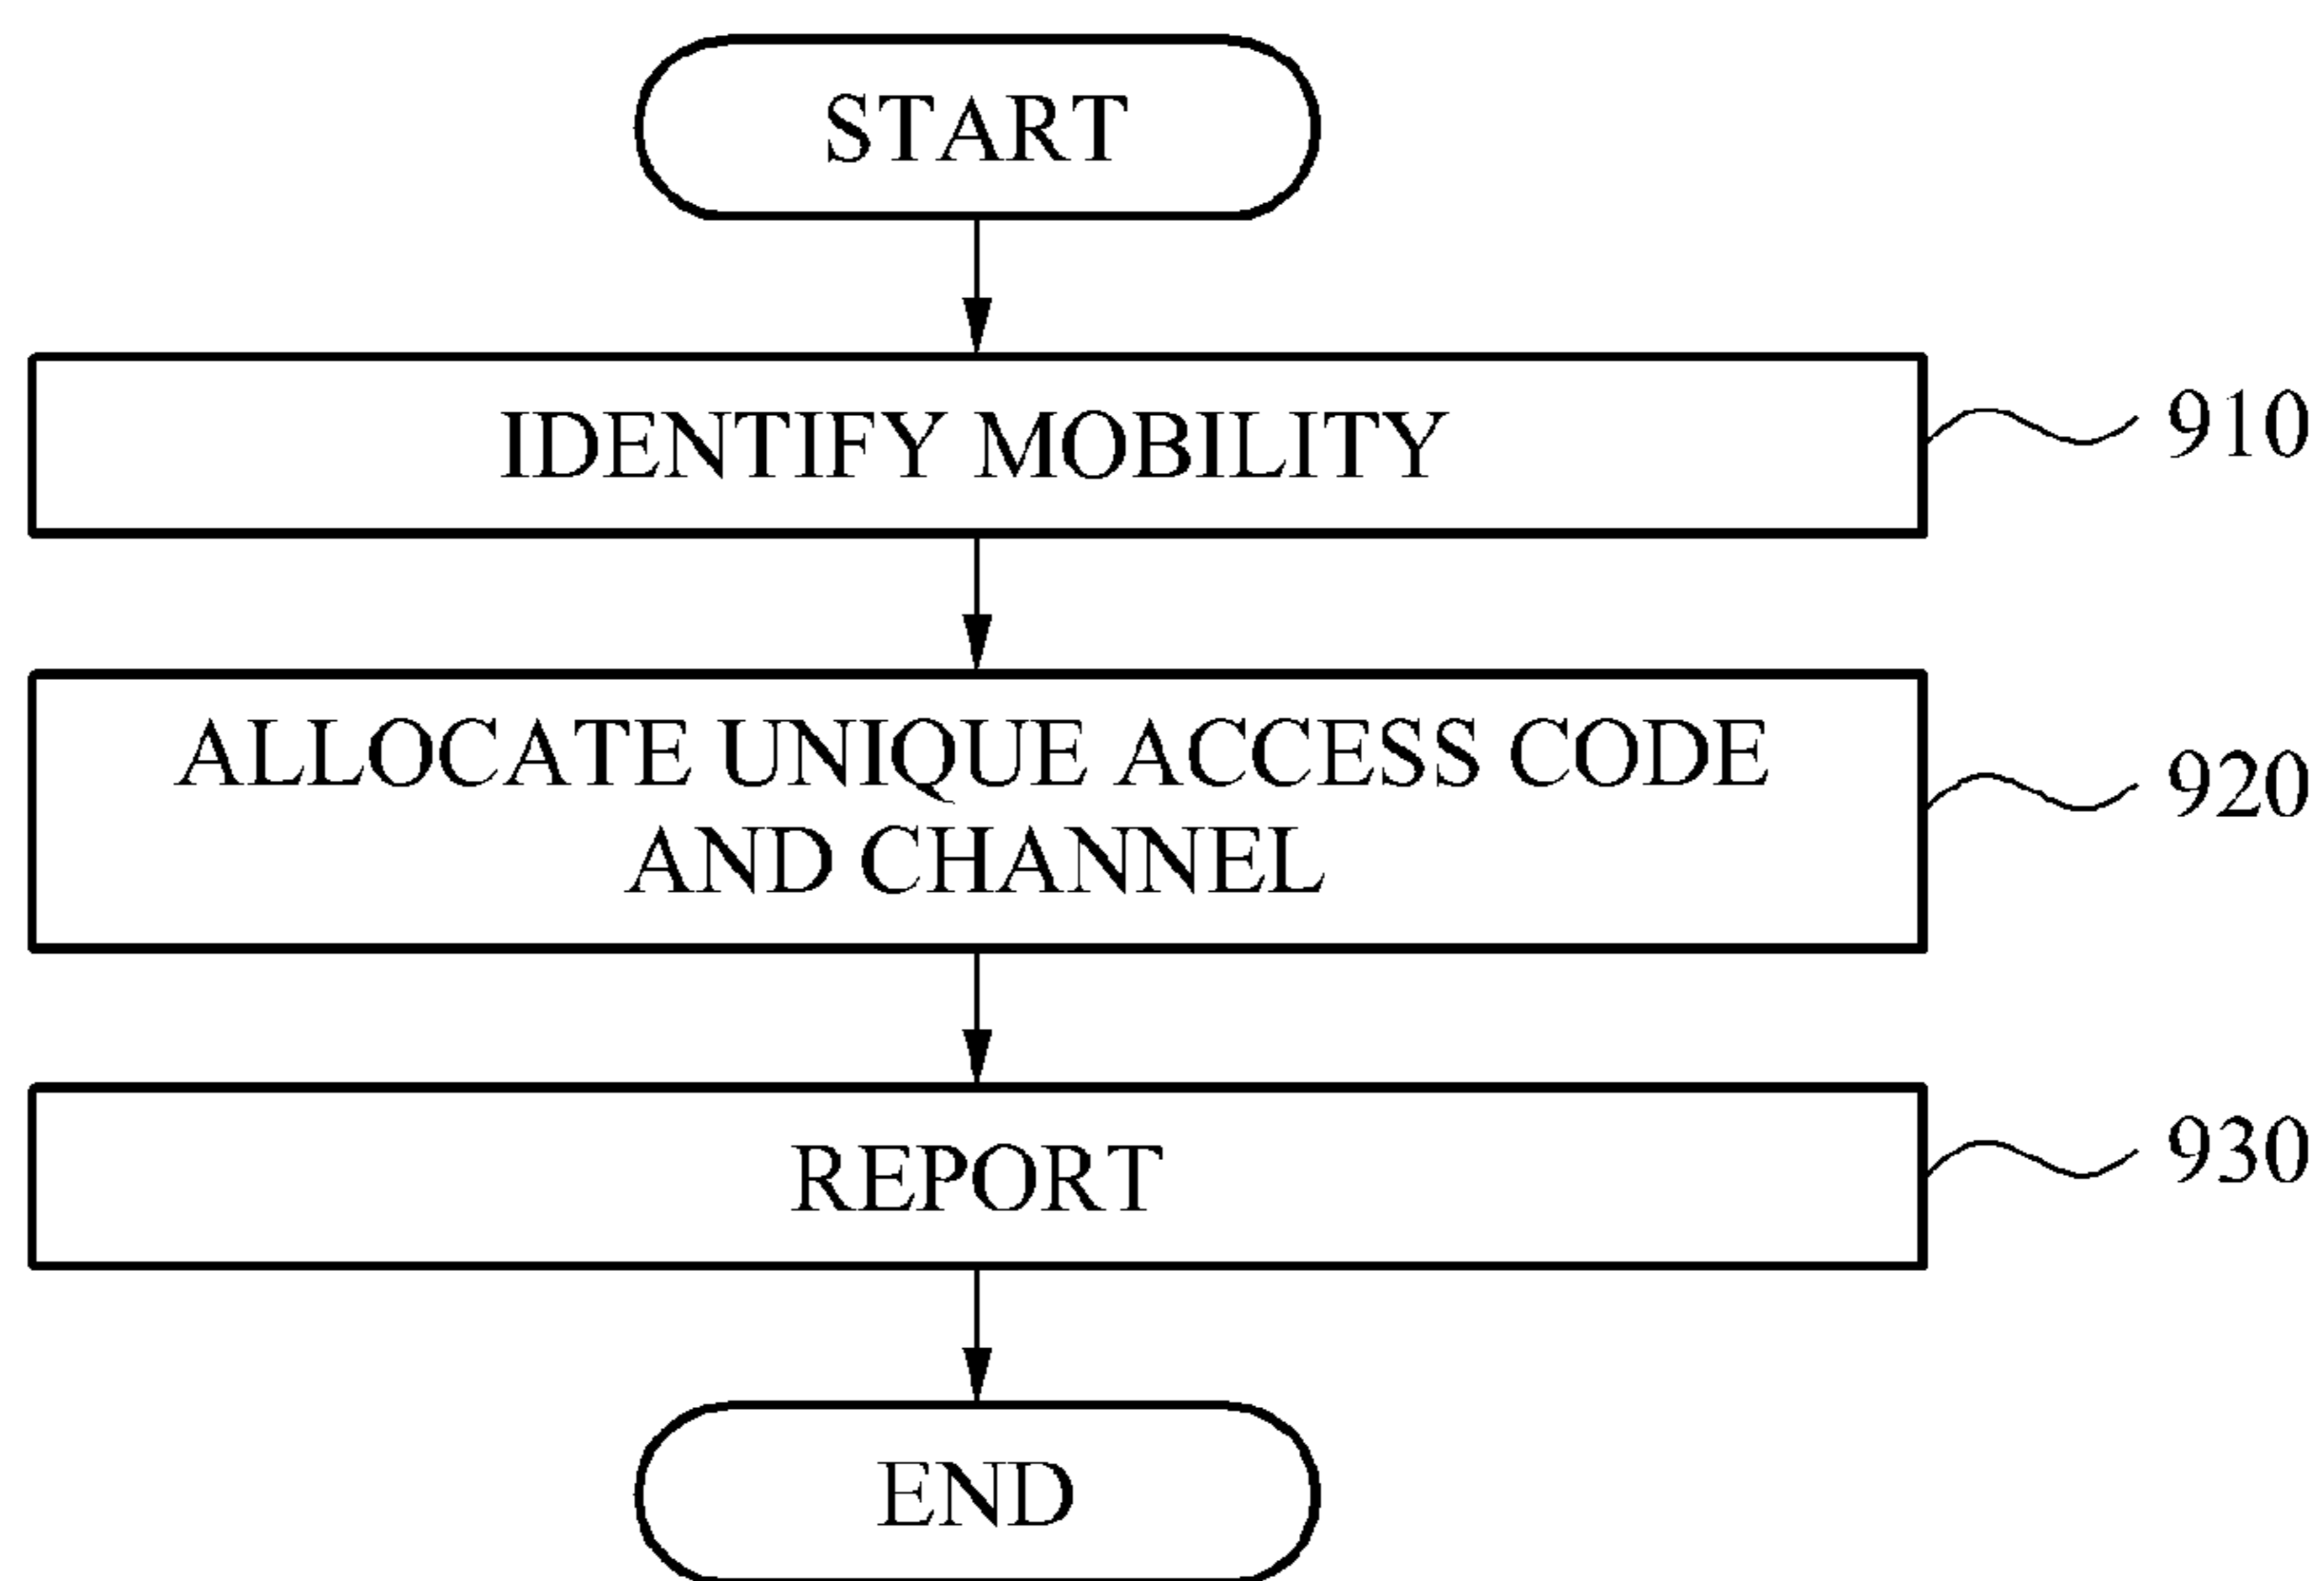 START
IDENTIFY MOBILITY
910
ALLOCATE UNIQUE ACCESS CODE
AND CHANNEL
920
REPORT
930
END